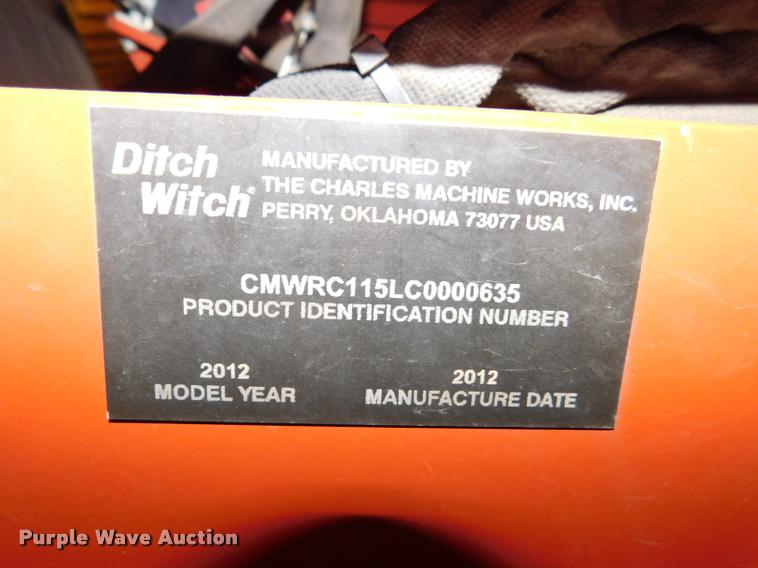 Ditch
Witch®
MANUFACTURED BY
THE CHARLES MACHINE WORKS, INC.
PERRY, OKLAHOMA 73077 USA
CMWRC115LC0000635
PRODUCT IDENTIFICATION NUMBER
2012
MODEL YEAR
2012
MANUFACTURE DATE
Purple Wave Auction